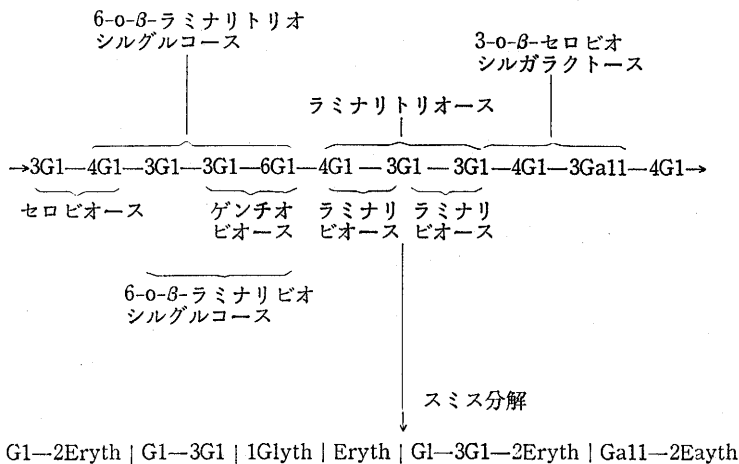 6-o-β-ラミナリトリオ
シルグルコース
3-o-β-セロビオ
シルガラクトース
ラミナリトリオース
→3G1—4G1—3G1—3G1—6G1—4G1—3G1—3G1—4G1—3Ga11—4G1→
セロビオース
ゲンチオ
ビオース
ラミナリ
ビオース
ラミナリ
ビオース
6-o-β-ラミナリビオ
シルグルコース
スミス分解
G1—2Eryth | G1—3G1 | 1Glyth | Eryth | Gl—3G1—2Eryth | Ga11—2Eayth